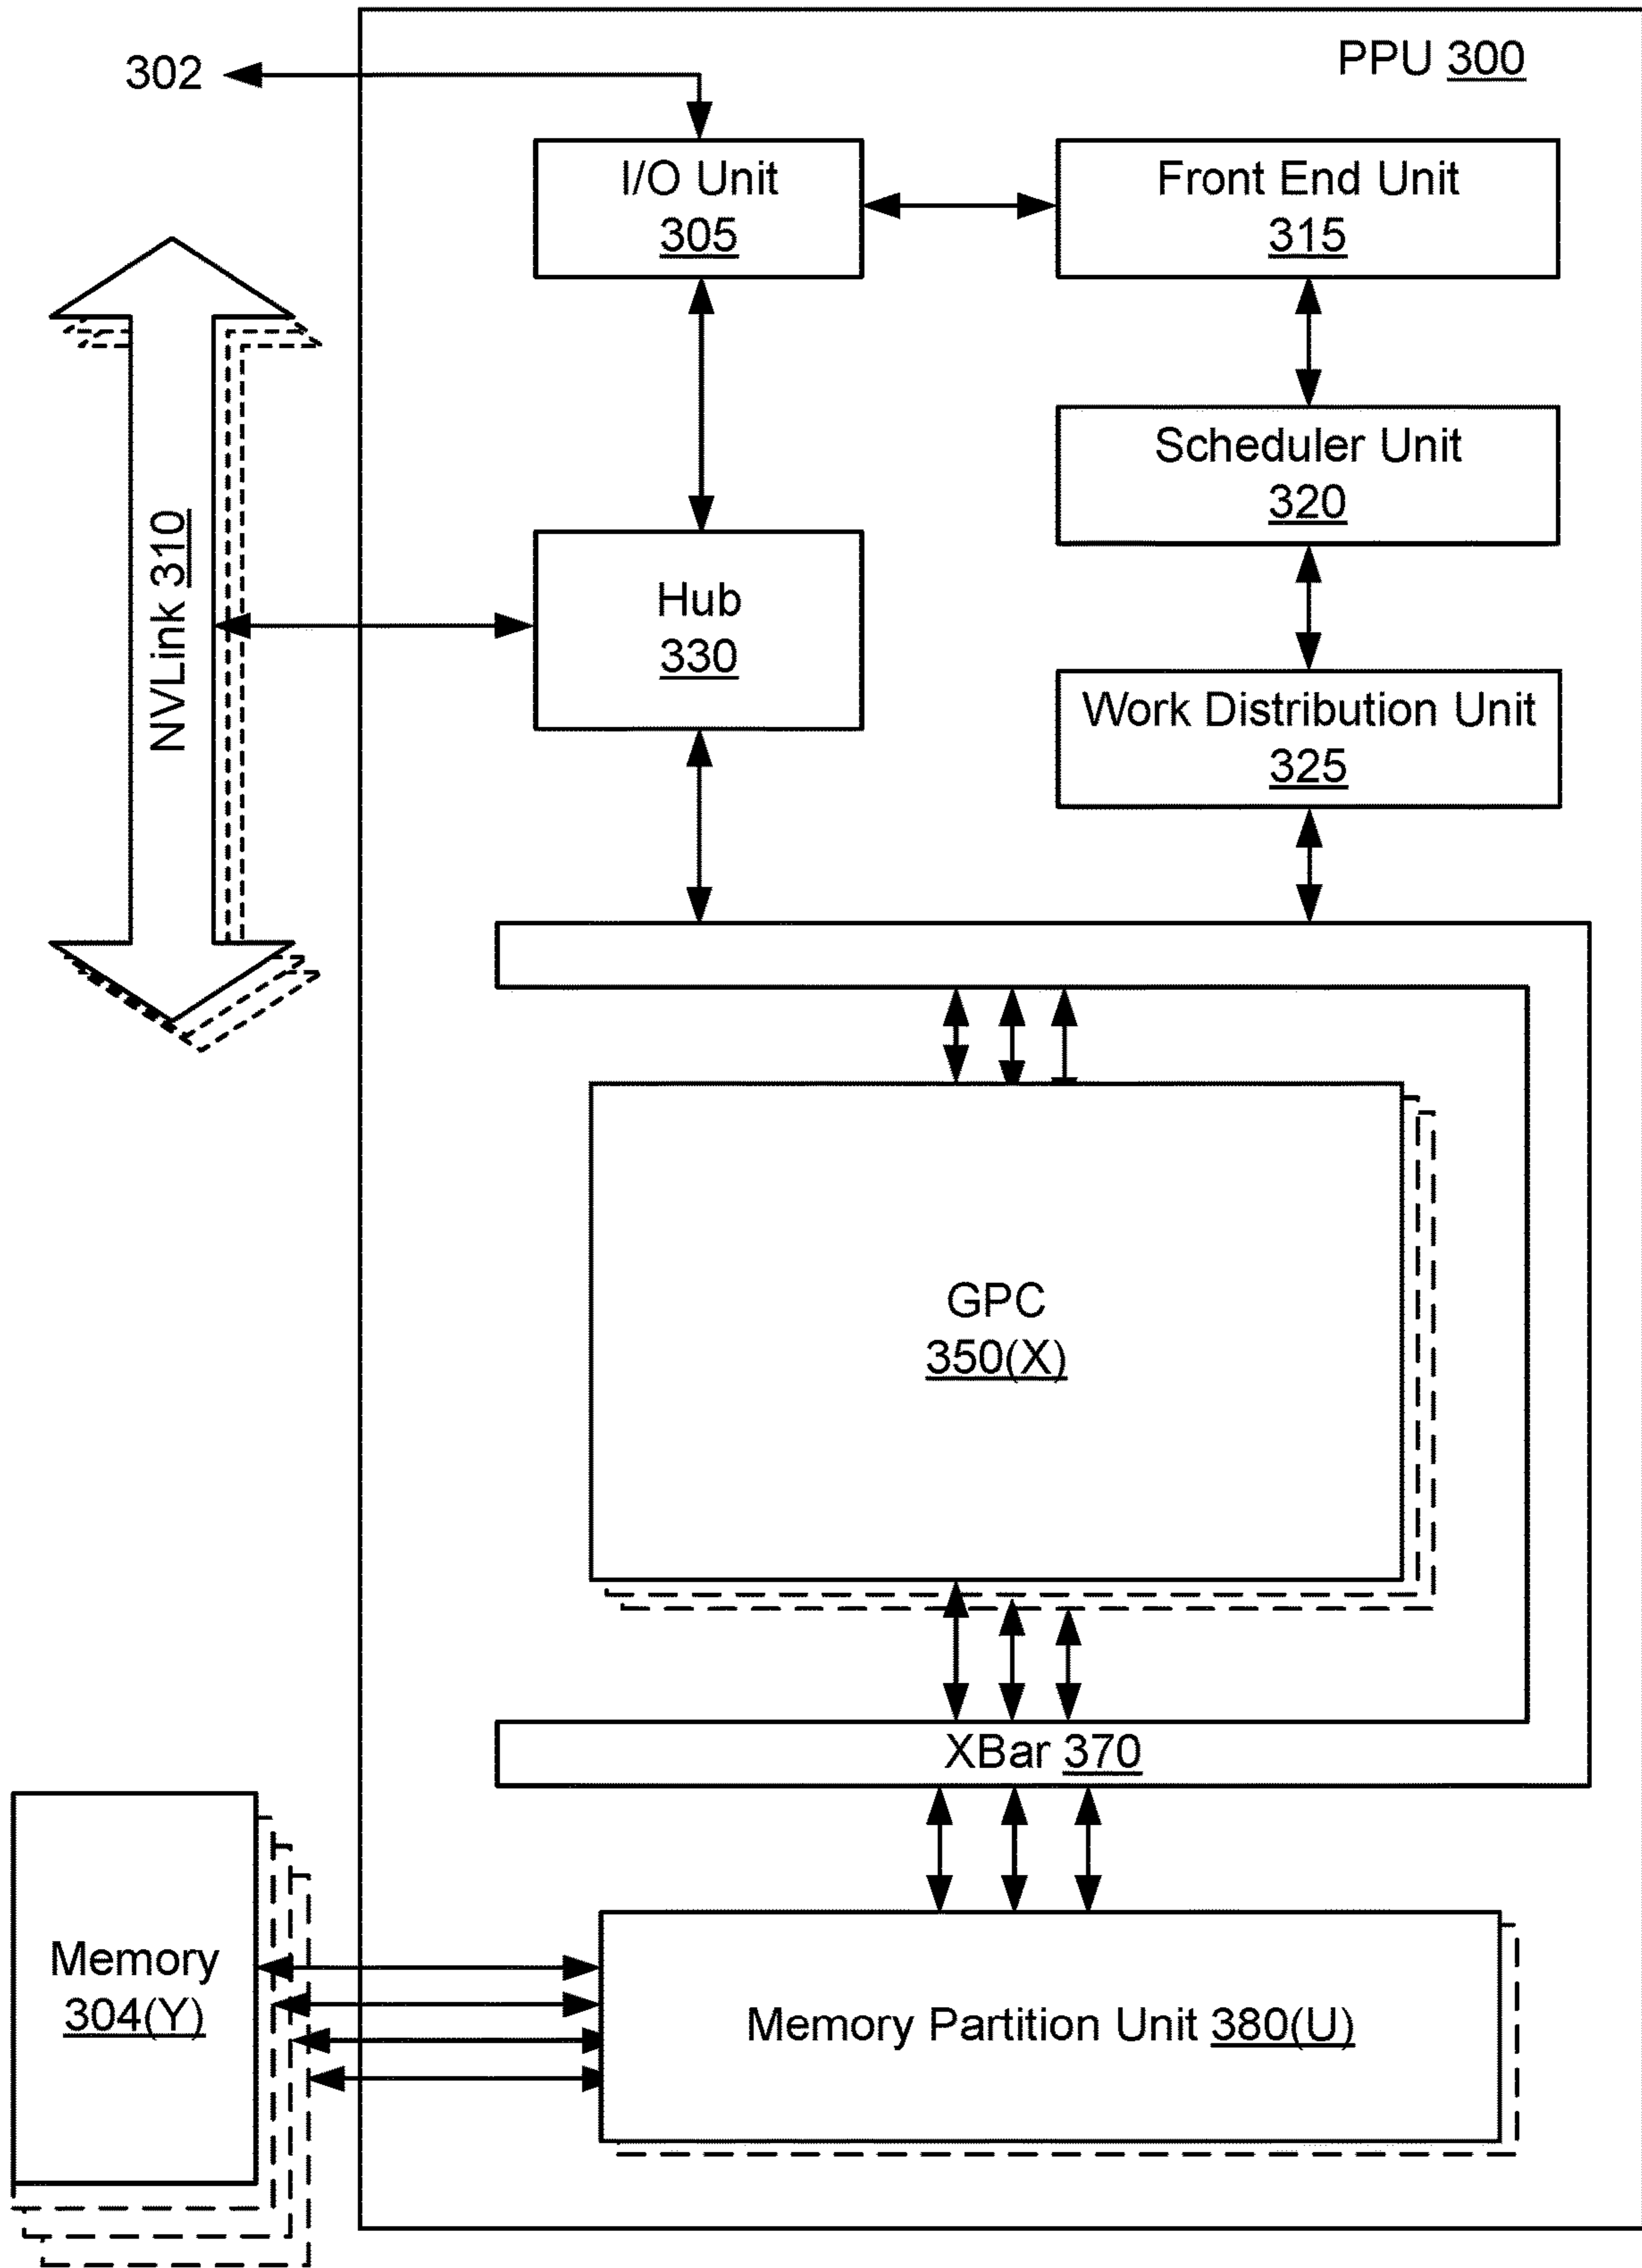 PPU 300
302
I/O Unit
305
Front End Unit
315
Scheduler Unit
320
NVLink 310
Hub
330
Work Distribution Unit
325
GPC
350(X)
XBar 370
Memory
304(Y)
Memory Partition Unit 380(U)